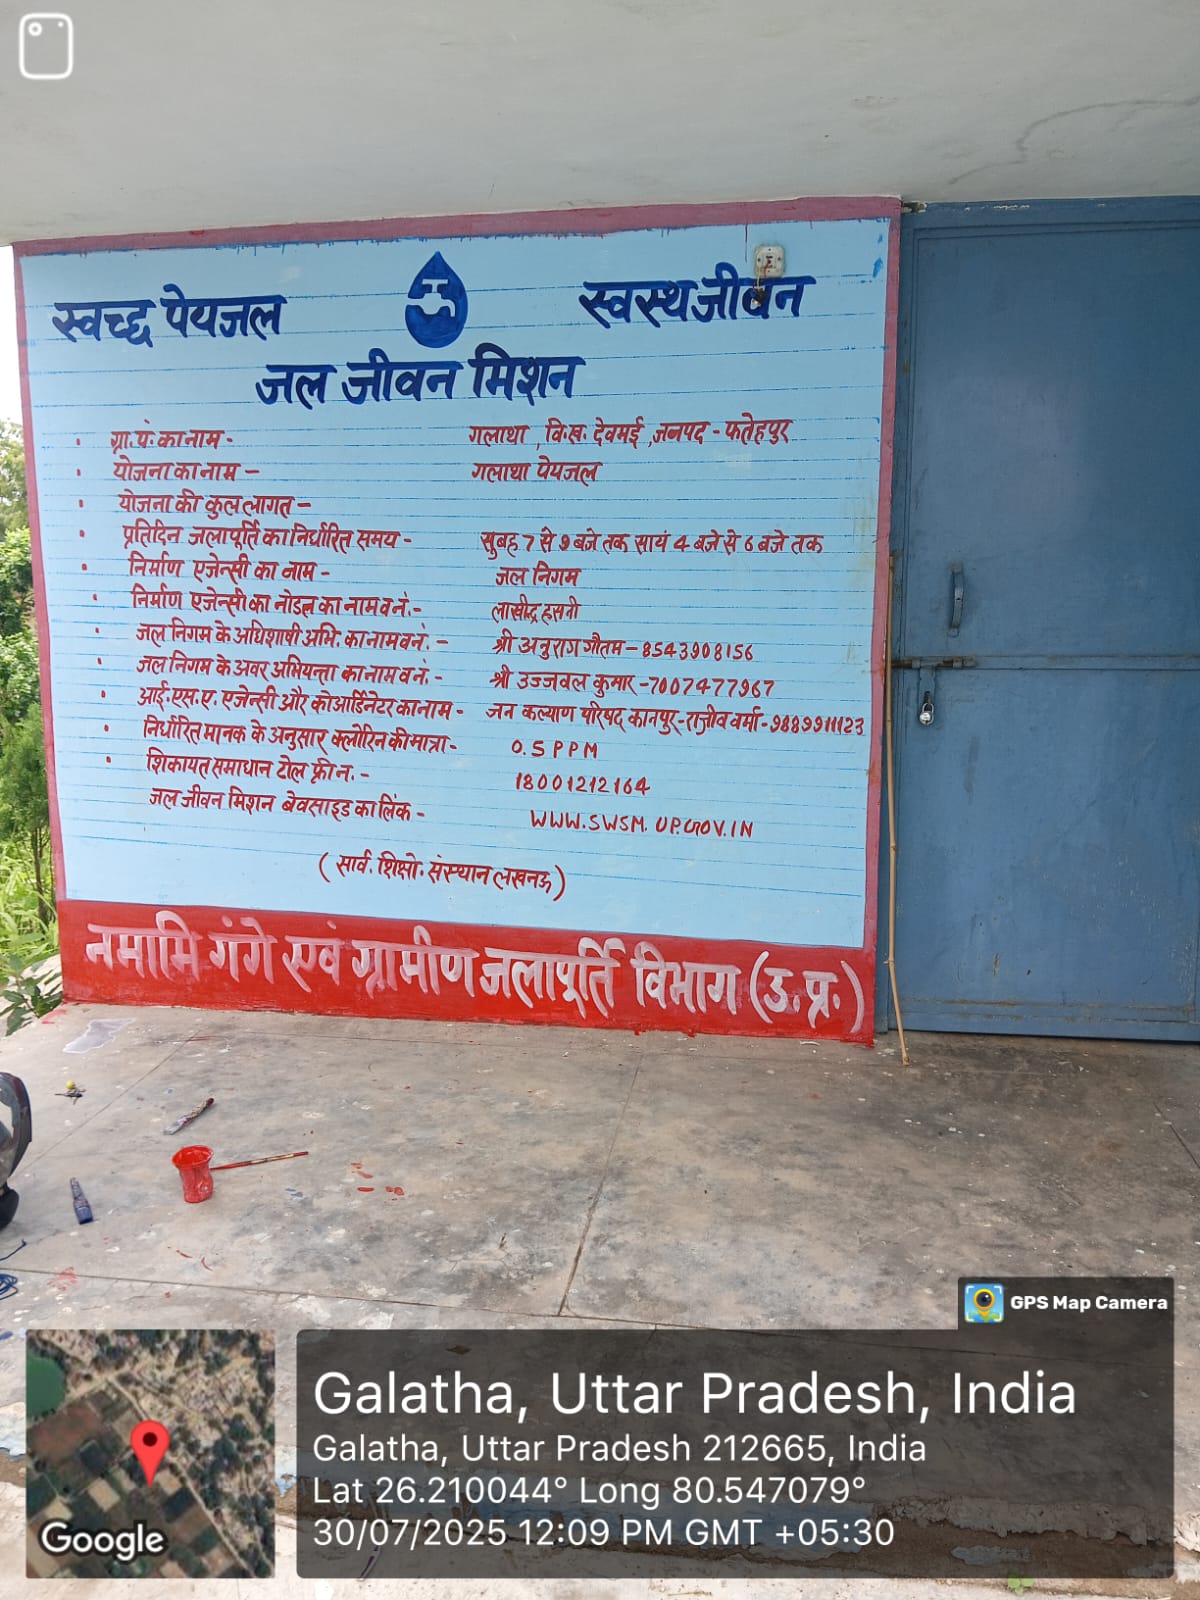 स्वच्छ पेयजल स्वस्थ जीवन
जल जीवन मिशन
• ग्रा.पं. का नाम - गलाथा , वि.ख. देवमई , जनपद - फतेहपुर
• योजना का नाम - गलाथा पेयजल
• योजना की कुल लागत -
• प्रतिदिन जलापूर्ति का निर्धारित समय - सुबह 7 से 9 बजे तक सायं 4 बजे से 6 बजे तक
• निर्माण एजेन्सी का नाम - जल निगम
• निर्माण एजेन्सी का नोडल का नाम व नं.-
• जल निगम के अधिशाषी अभि. का नाम व नं. - श्री अनुराग गौतम - 8543908156
• जल निगम के अवर अभियन्ता का नाम व नं.- श्री उज्जवल कुमार -7007477967
• आई.एस.ए. एजेन्सी और कोआर्डिनेटर का नाम - जन कल्याण परिषद् कानपुर-राजीव वर्मा-9889911123
• निर्धारित मानक के अनुसार क्लोरिन की मात्रा - 0.5 PPM
• शिकायत समाधान टोल फ्री न. - 18001212164
जल जीवन मिशन बेवसाइड का लिंक - WWW.SWSM.UP.GOV.IN
( सार्व. शिक्षो. संस्थान लखनऊ )
नमामि गंगे एवं ग्रामीण जलापूर्ति विभाग (उ.प्र.)
GPS Map Camera
Galatha, Uttar Pradesh, India
Galatha, Uttar Pradesh 212665, India
Lat 26.210044° Long 80.547079°
30/07/2025 12:09 PM GMT +05:30
Google